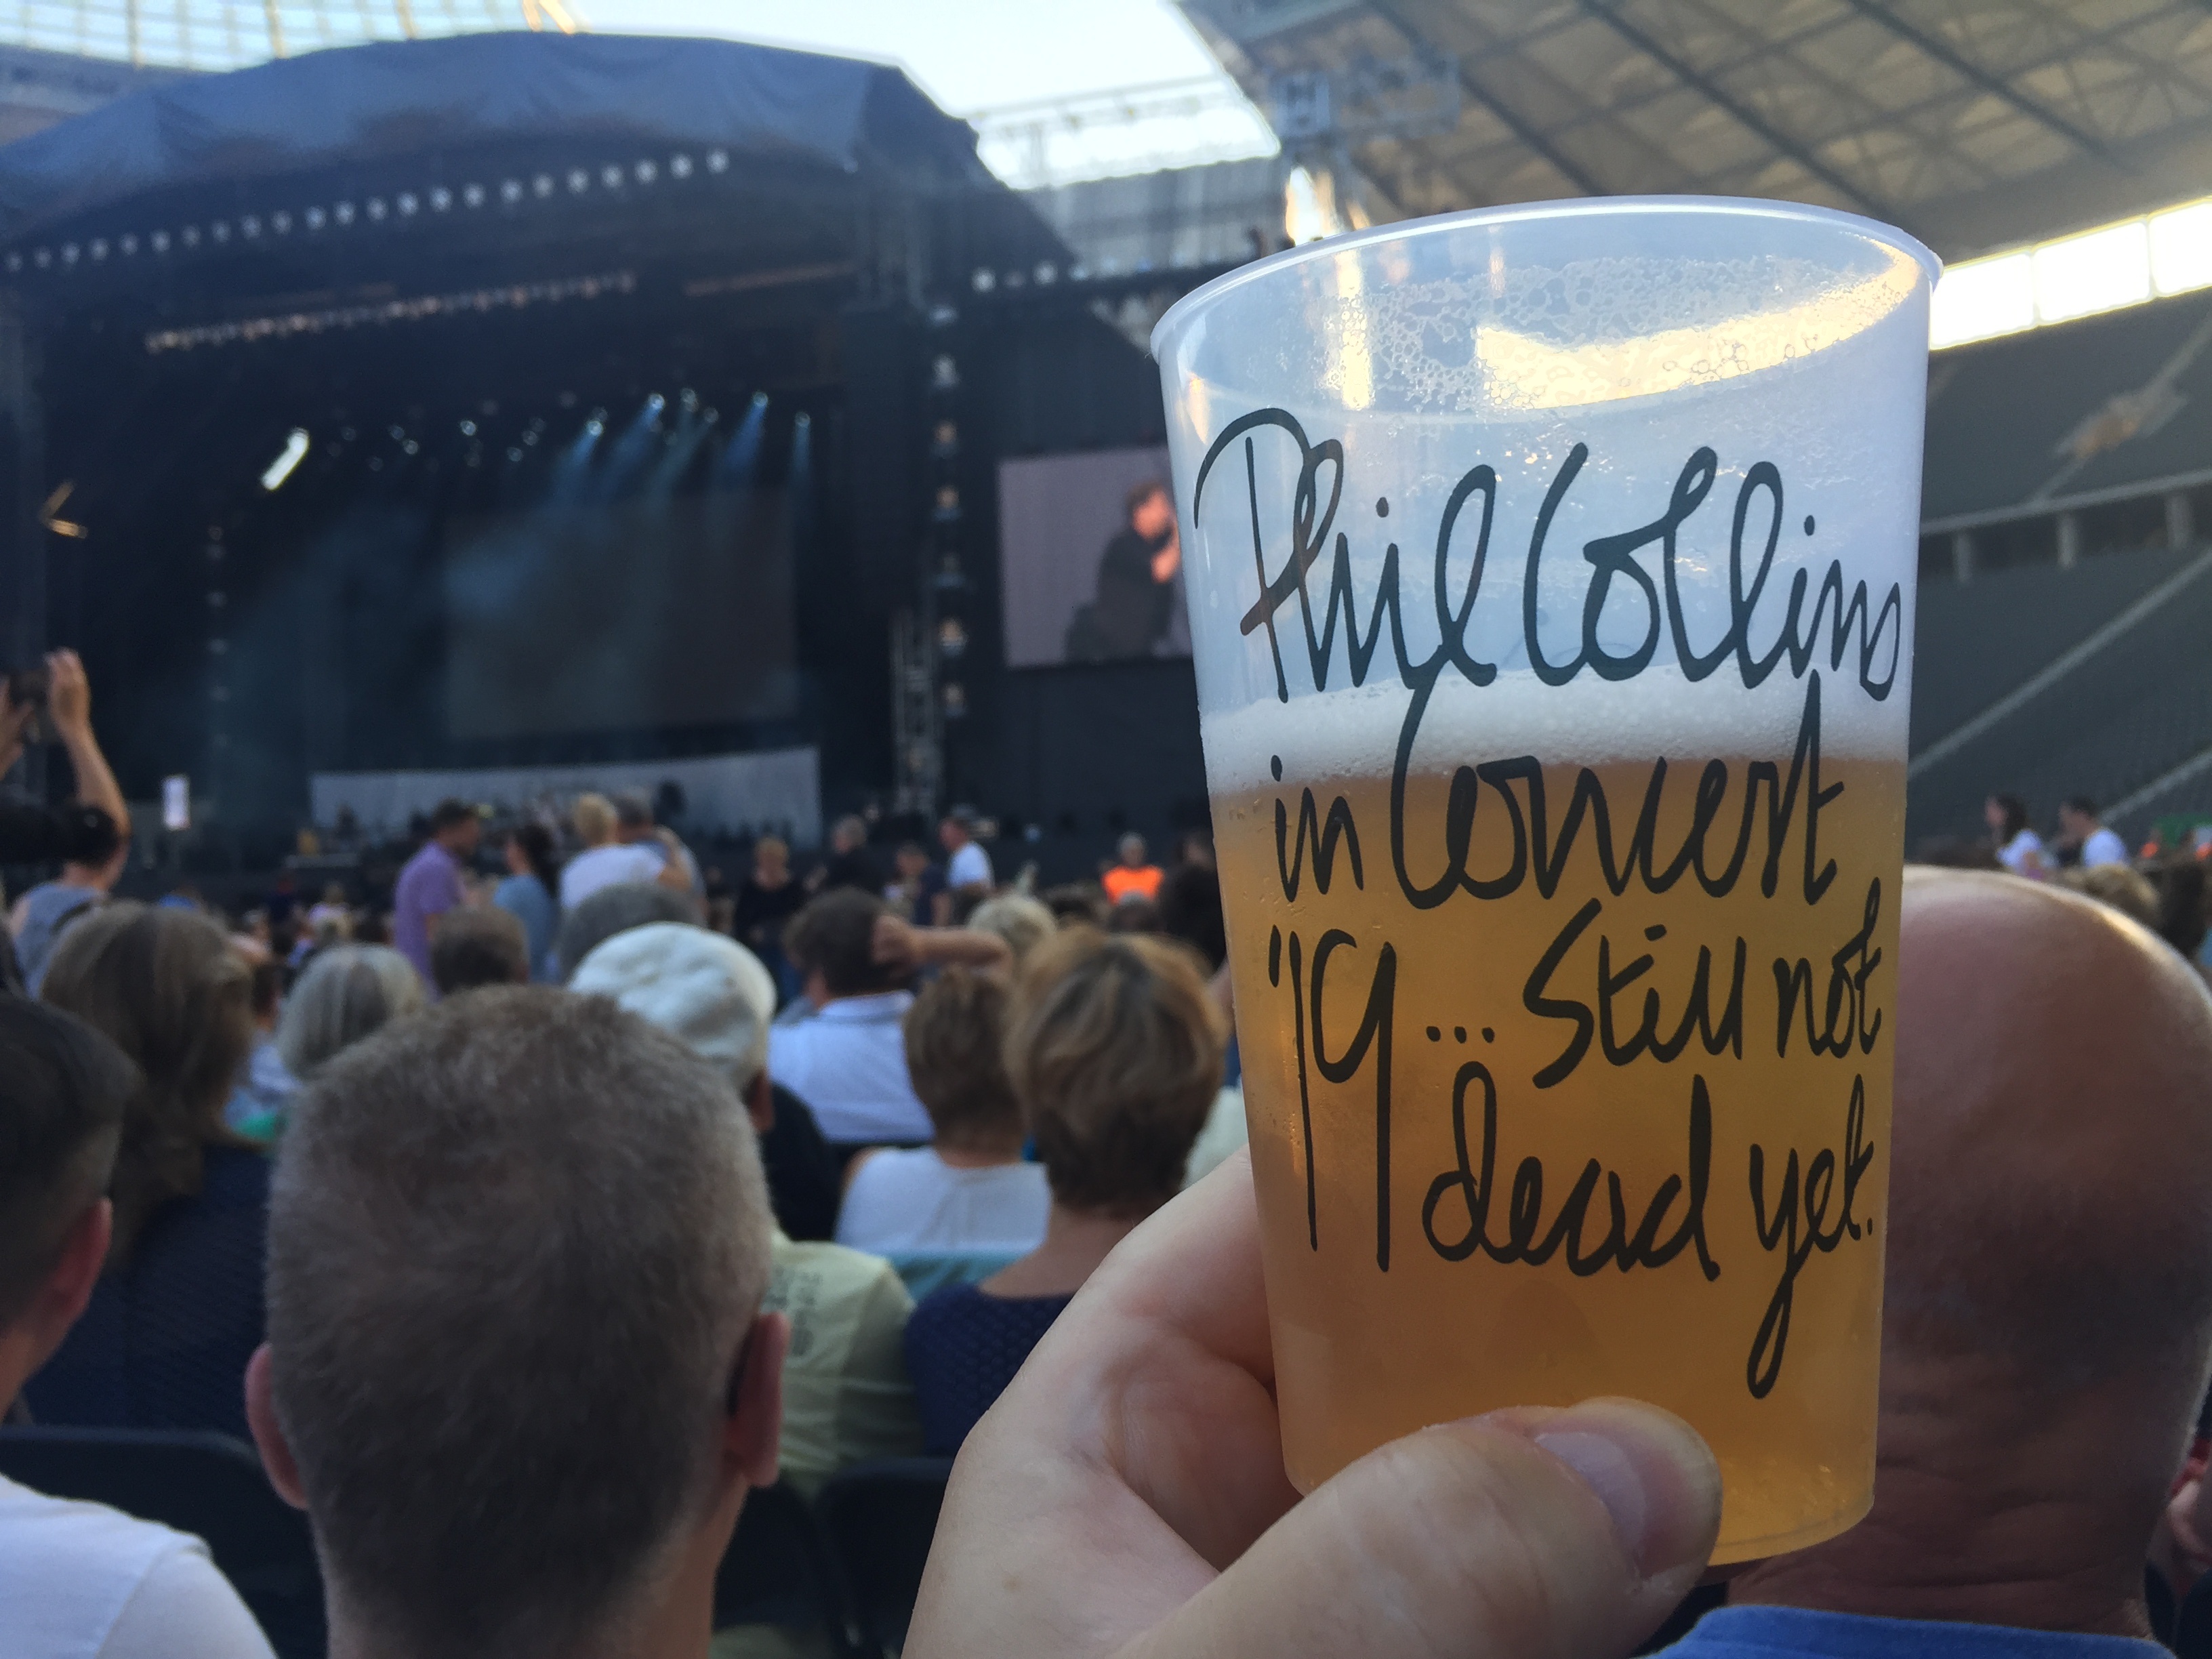 Phil Collins
in Concert
'19... Still not
dead yet.